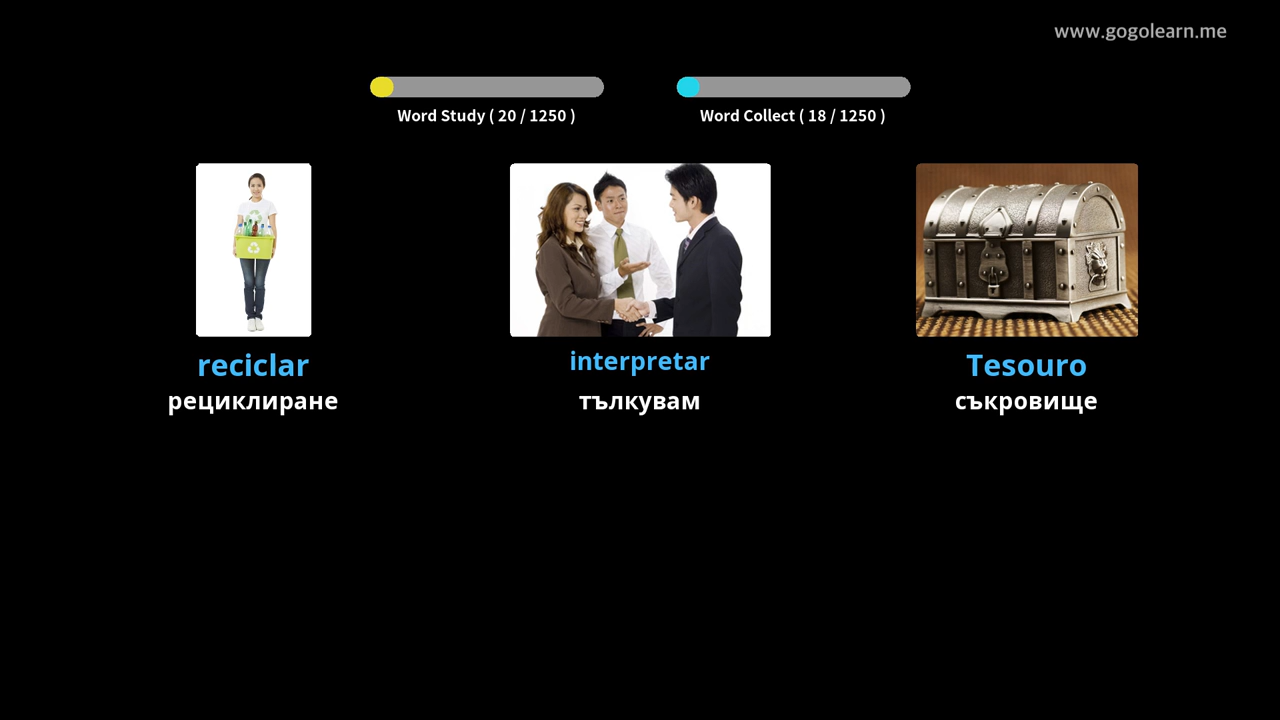 www.gogolearn.me
Word Study ( 20 / 1250 )
Word Collect ( 18 / 1250 )
reciclar
рециклиране
interpretar
тълкувам
Tesouro
съкровище